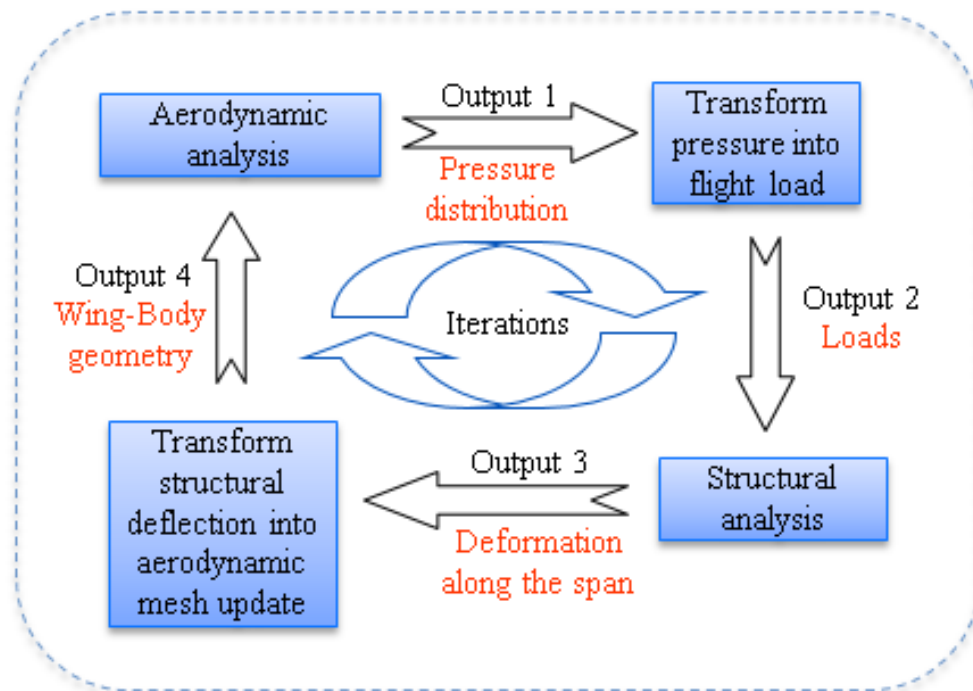 Aerodynamic
analysis
Output 1
Pressure
distribution
Transform
pressure into
flight load
Output 2
Loads
Structural
analysis
Output 3
Deformation
along the span
Transform
structural
deflection into
aerodynamic
mesh update
Output 4
Wing-Body
geometry
Iterations